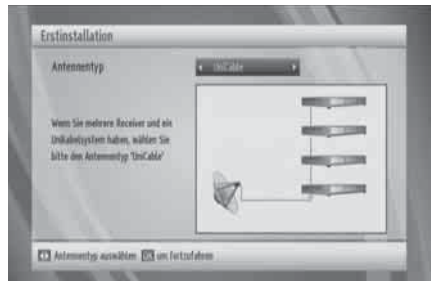 Erstinstallation
Antennentyp
UniCable
Wenn Sie mehrere Receiver und ein
Unikabelsystem haben, wählen Sie
bitte den Antennentyp "UniCable"
Antennentyp auswählen OK um fortzufahren